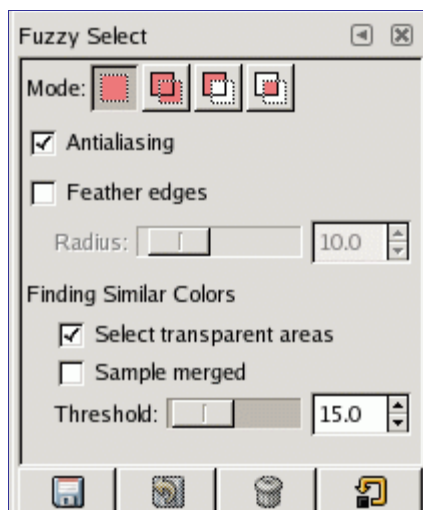 Fuzzy Select
Mode:
Antialiasing
Feather edges
Radius: 10.0
Finding Similar Colors
Select transparent areas
Sample merged
Threshold: 15.0